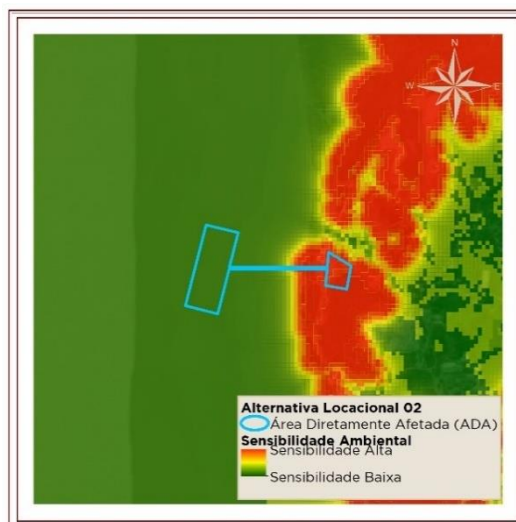 N
W E
S
Alternativa Locacional 02
Área Diretamente Afetada (ADA)
Sensibilidade Ambiental
Sensibilidade Alta
Sensibilidade Baixa